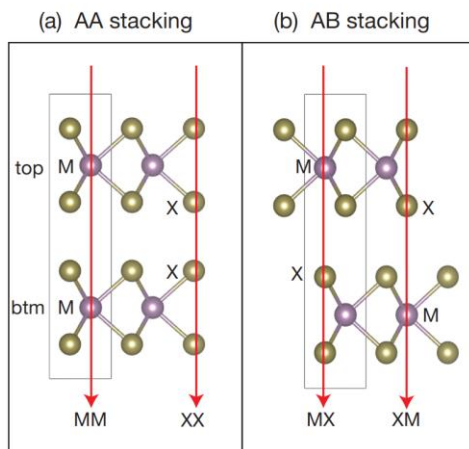 (a) AA stacking
(b) AB stacking
top
M
X
X
btm
M
MM
XX
M
X
X
M
MX
XM